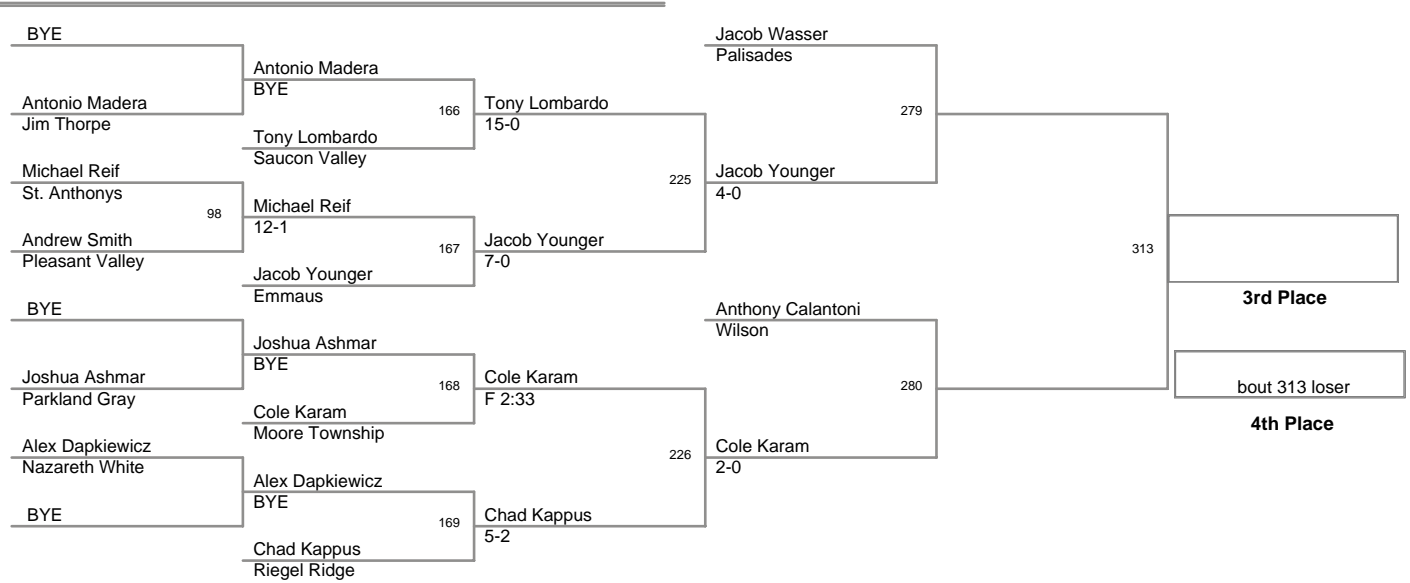 BYE
Antonio Madera
Jim Thorpe
Michael Reif
St. Anthonys
98
Andrew Smith
Pleasant Valley
BYE
Joshua Ashmar
Parkland Gray
Alex Dapkiewicz
Nazareth White
BYE
Antonio Madera
BYE
166
Tony Lombardo
Saucon Valley
Michael Reif
12-1
167
Jacob Younger
Emmaus
Joshua Ashmar
BYE
168
Cole Karam
Moore Township
Alex Dapkiewicz
BYE
169
Chad Kappus
Riegel Ridge
Tony Lombardo
15-0
225
Jacob Younger
7-0
Cole Karam
F 2:33
226
Chad Kappus
5-2
Jacob Wasser
Palisades
279
Jacob Younger
4-0
Anthony Calantoni
Wilson
280
Cole Karam
2-0
313
3rd Place
bout 313 loser
4th Place